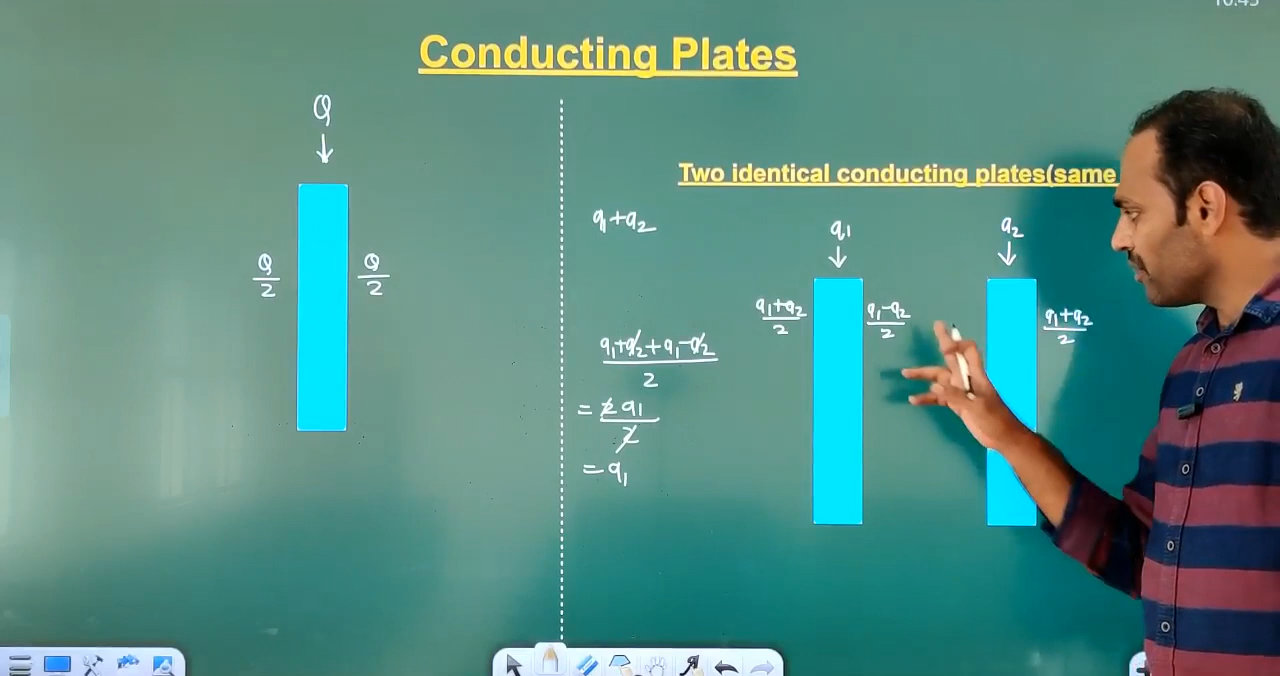 Conducting Plates
Q
Q/2 Q/2
Two identical conducting plates(same
q1+q2
q1 q2
q1+q2/2 q1-q2/2 q1+q2/2
q1+q2+q1-q2/2
= 2q1/2
= q1